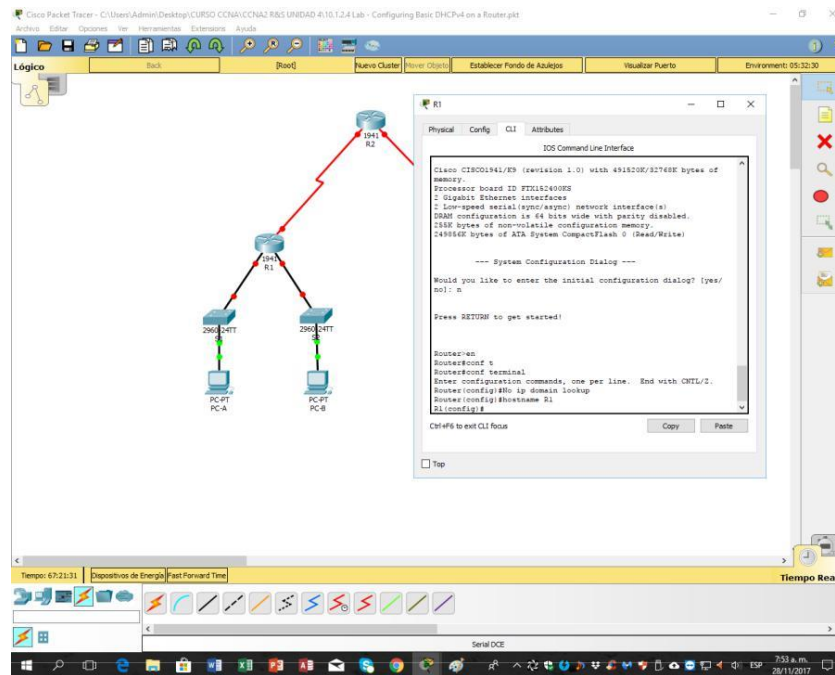 Cisco Packet Tracer - C:\Users\Admin\Desktop\CURSO CCNA\CCNA2 R&S UNIDAD 4\10.1.2.4 Lab - Configuring Basic DHCPv4 on a Router.pkt
Archivo Editar Opciones Ver Herramientas Extensions Ayuda
Lógico Back [Root] Nuevo Cluster Mover Objeto Establecer Fondo de Azulejos Visualizar Puerto Environment: 05:32:30
1941
R2
1941
R1
2960-24TT
S1
2960-24TT
S2
PC-PT
PC-A
PC-PT
PC-B
R1
Physical Config CLI Attributes
IOS Command Line Interface
Cisco CISCO1941/K9 (revision 1.0) with 491520K/32768K bytes of
memory.
Processor board ID FTX152400KS
2 Gigabit Ethernet interfaces
2 Low-speed serial(sync/async) network interface(s)
DRAM configuration is 64 bits wide with parity disabled.
255K bytes of non-volatile configuration memory.
249856K bytes of ATA System CompactFlash 0 (Read/Write)
--- System Configuration Dialog ---
Would you like to enter the initial configuration dialog? [yes/
no]: n
Press RETURN to get started!
Router>en
Router#conf t
Router#conf terminal
Enter configuration commands, one per line. End with CNTL/Z.
Router(config)#No ip domain lookup
Router(config)#hostname R1
R1(config)#
Ctrl+F6 to exit CLI focus Copy Paste
Top
Tiempo: 67:21:31 Dispositivos de Energía Fast Forward Time Tiempo Rea
Serial DCE
ESP 7:53 a. m.
28/11/2017